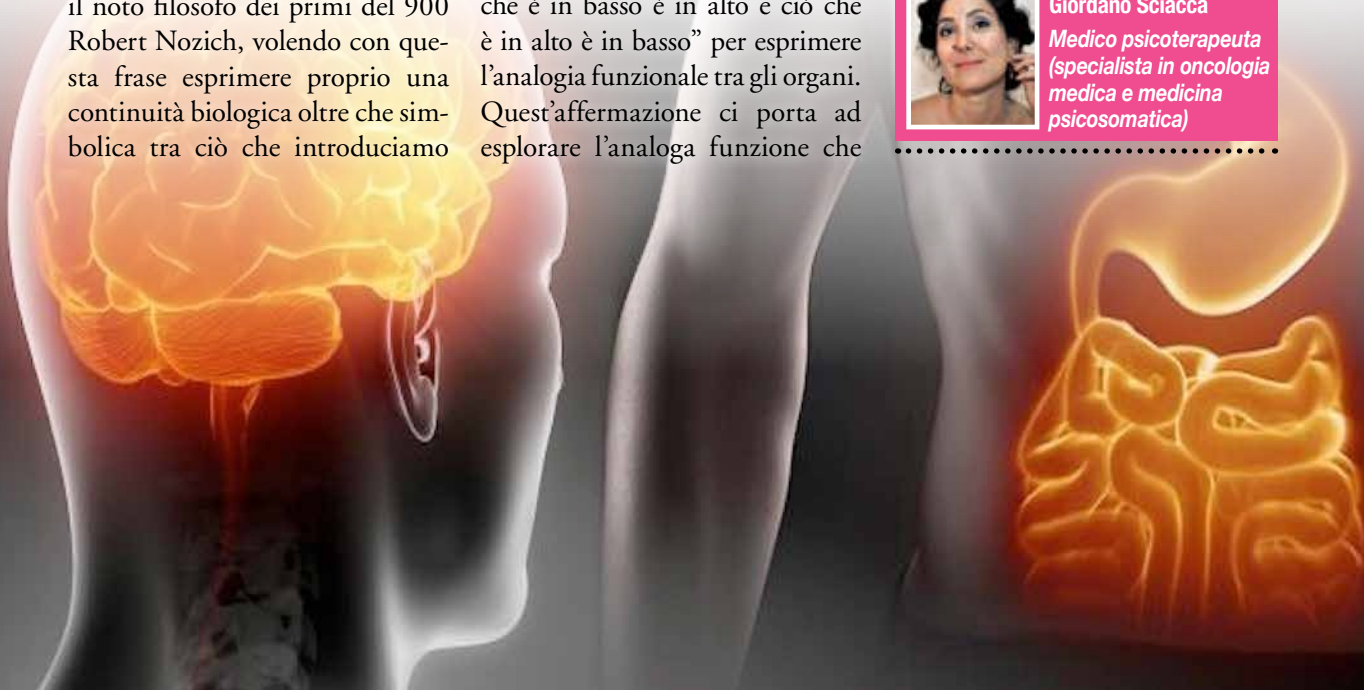 il noto filosofo dei primi del 900
Robert Nozich, volendo con que-
sta frase esprimere proprio una
continuità biologica oltre che sim-
bolica tra ciò che introduciamo
che è in basso è in alto e ciò che
è in alto è in basso” per esprimere
l’analogia funzionale tra gli organi.
Quest’affermazione ci porta ad
esplorare l’analoga funzione che
Giordano Sciacca
Medico psicoterapeuta
(specialista in oncologia
medica e medicina
psicosomatica)